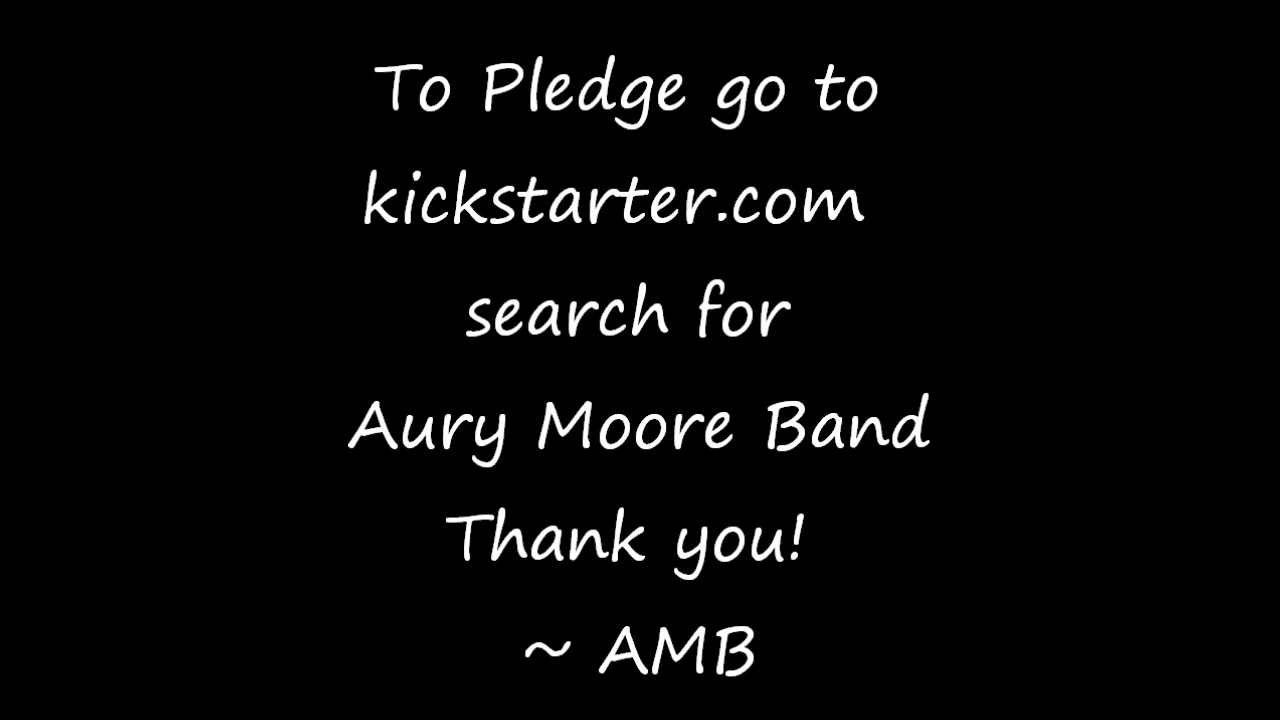 To Pledge go to
kickstarter.com
search for
Aury Moore Band
Thank you!
~ AMB